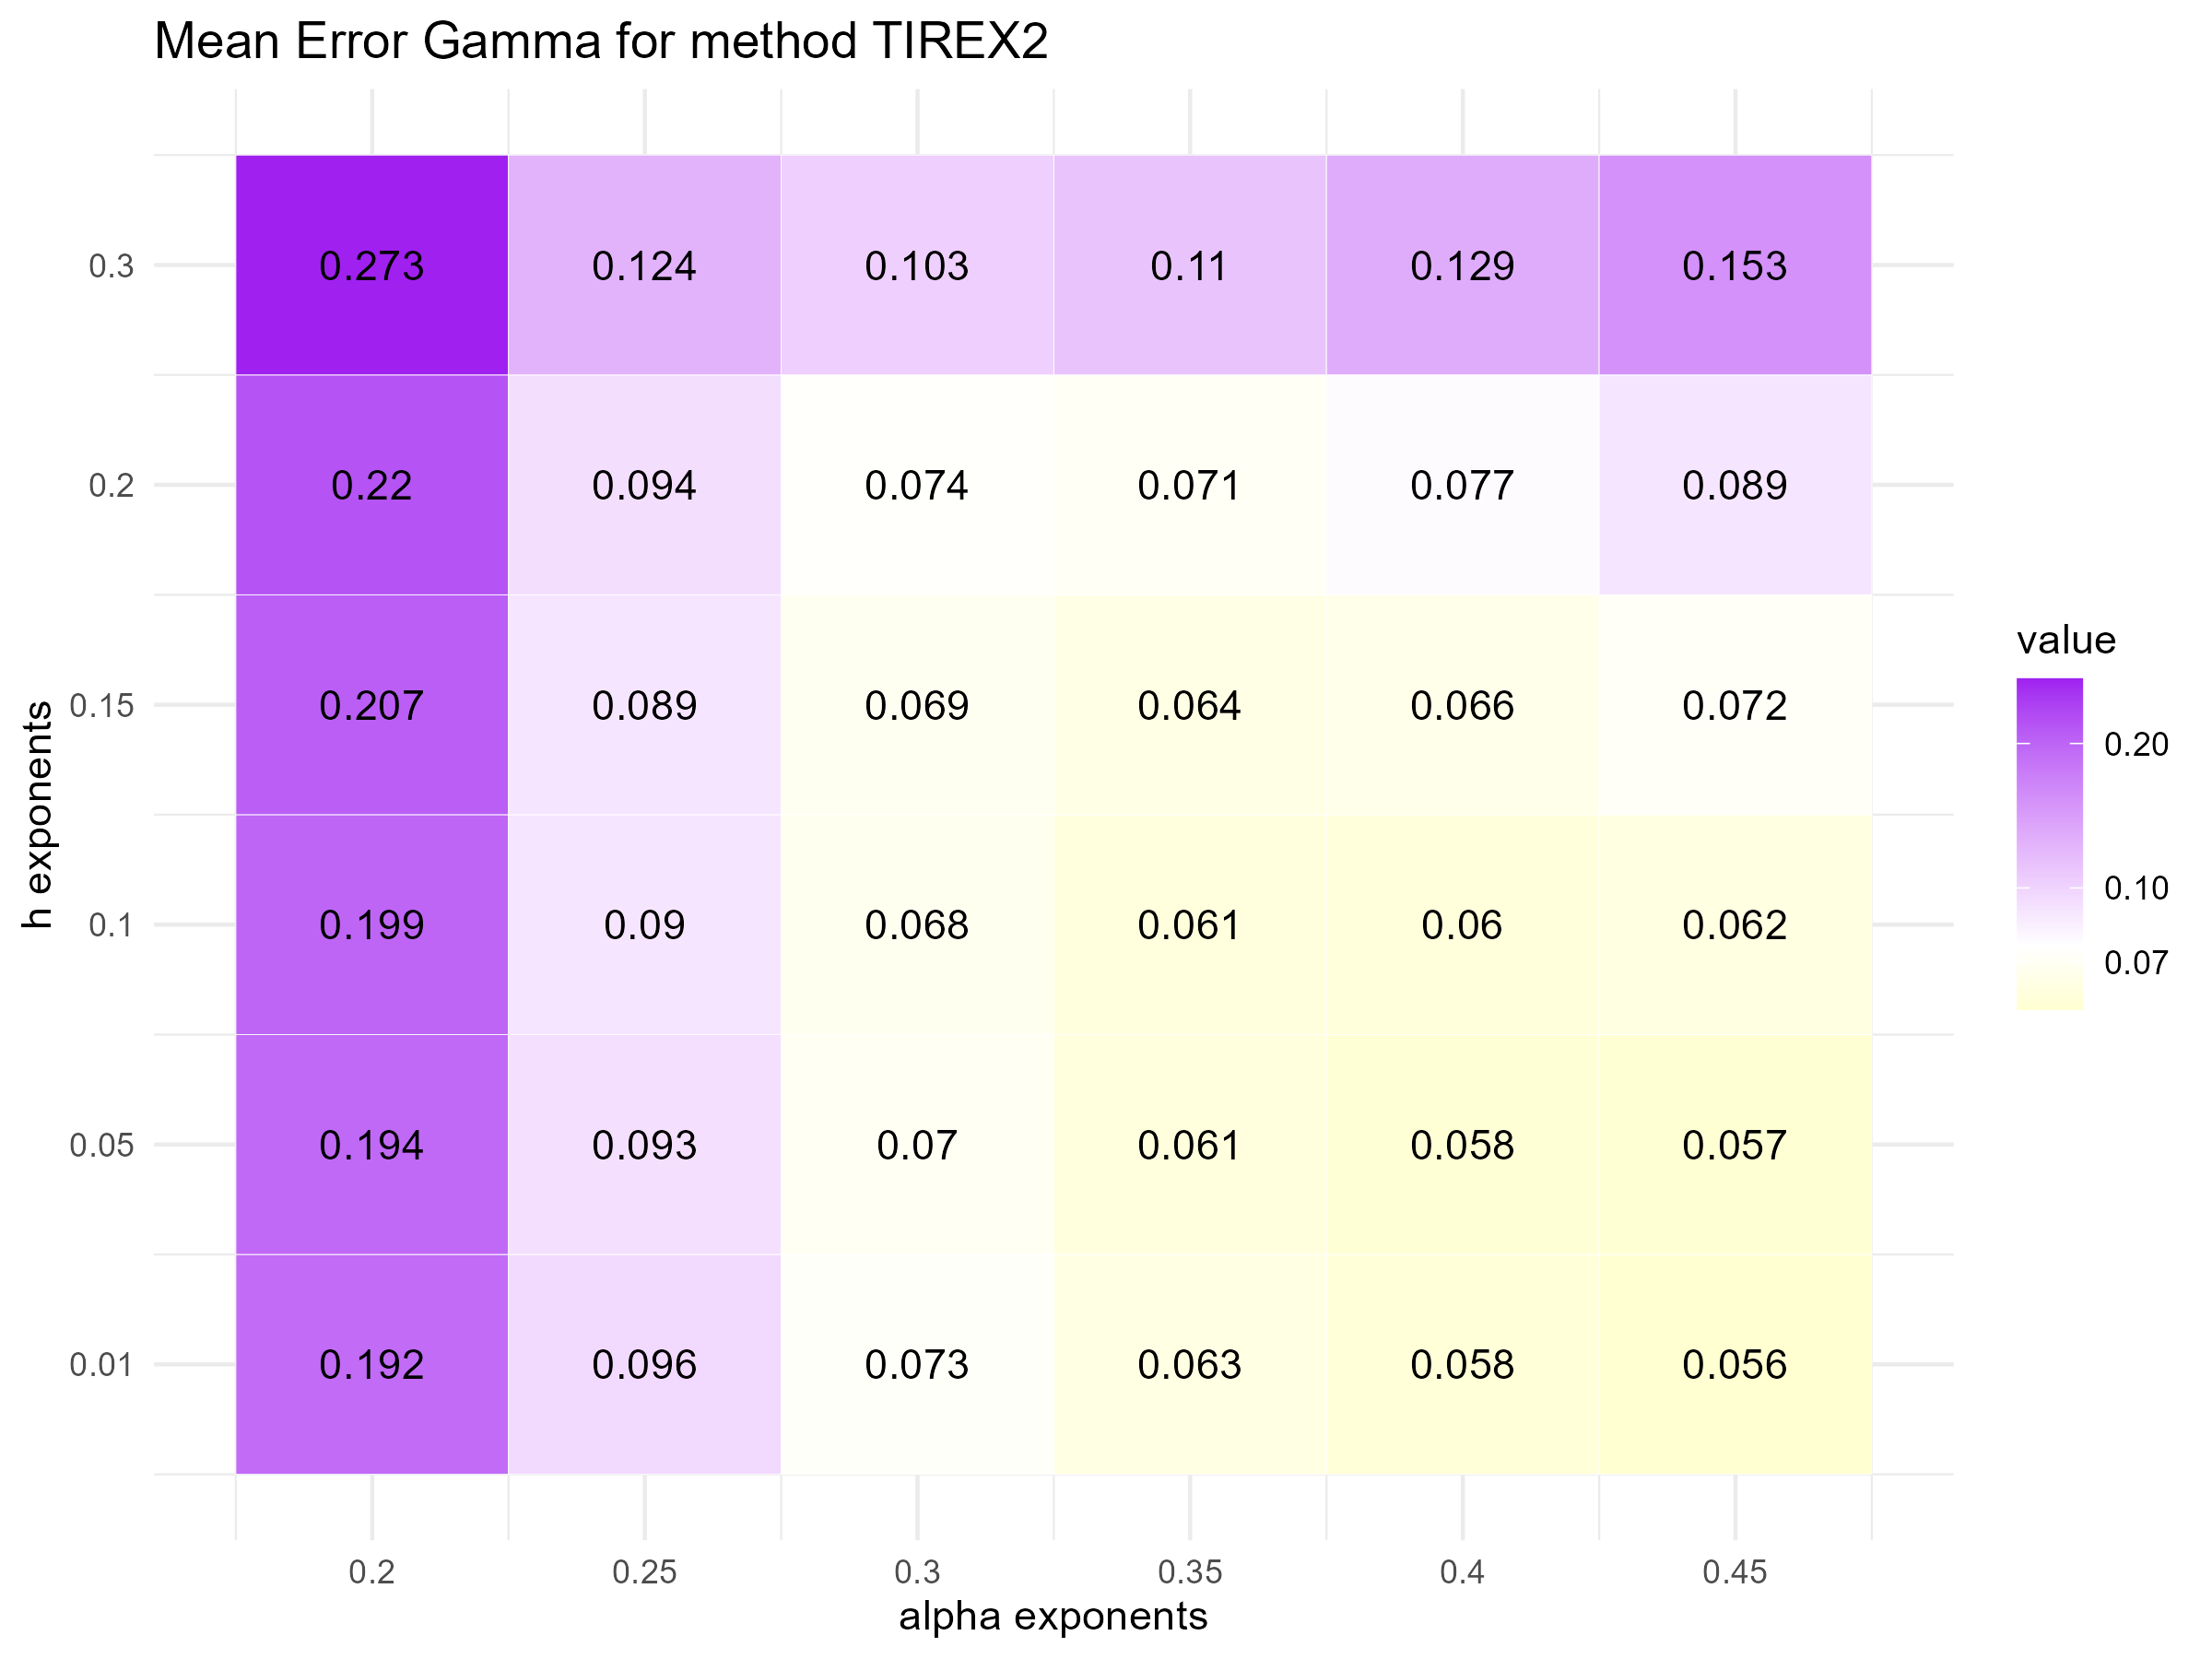 Mean Error Gamma for method TIREX2
0.3 0.273 0.124 0.103 0.11 0.129 0.153
0.2 0.22 0.094 0.074 0.071 0.077 0.089
0.15 0.207 0.089 0.069 0.064 0.066 0.072
0.1 0.199 0.09 0.068 0.061 0.06 0.062
0.05 0.194 0.093 0.07 0.061 0.058 0.057
0.01 0.192 0.096 0.073 0.063 0.058 0.056
0.2 0.25 0.3 0.35 0.4 0.45
alpha exponents
h exponents
value
0.20
0.10
0.07